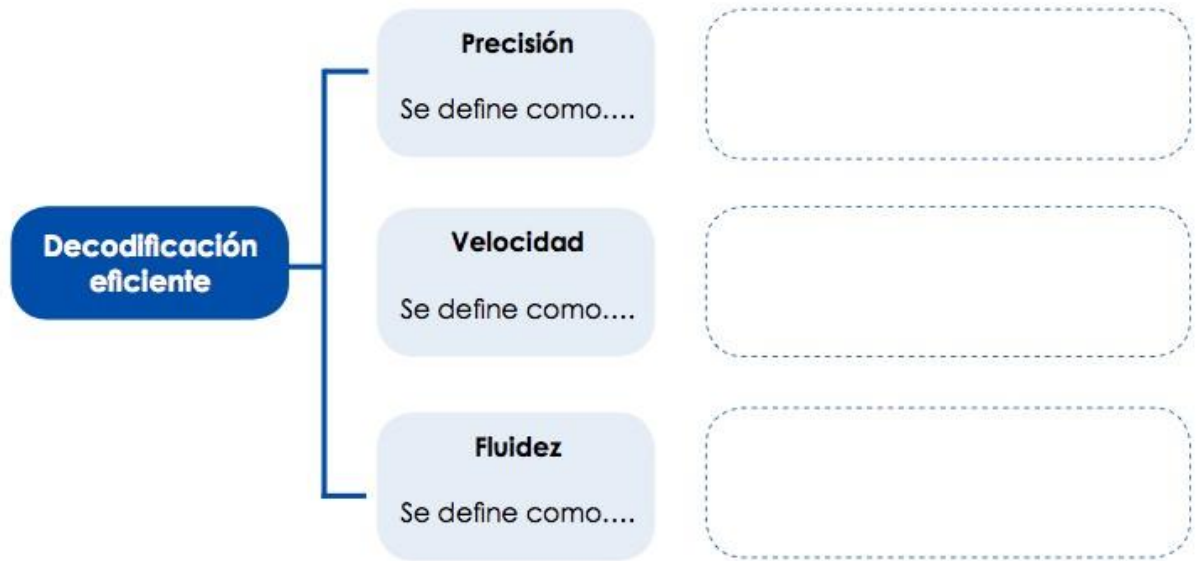 Precisión
Se define como....
Decodificación
eficiente
Velocidad
Se define como....
Fluidez
Se define como....